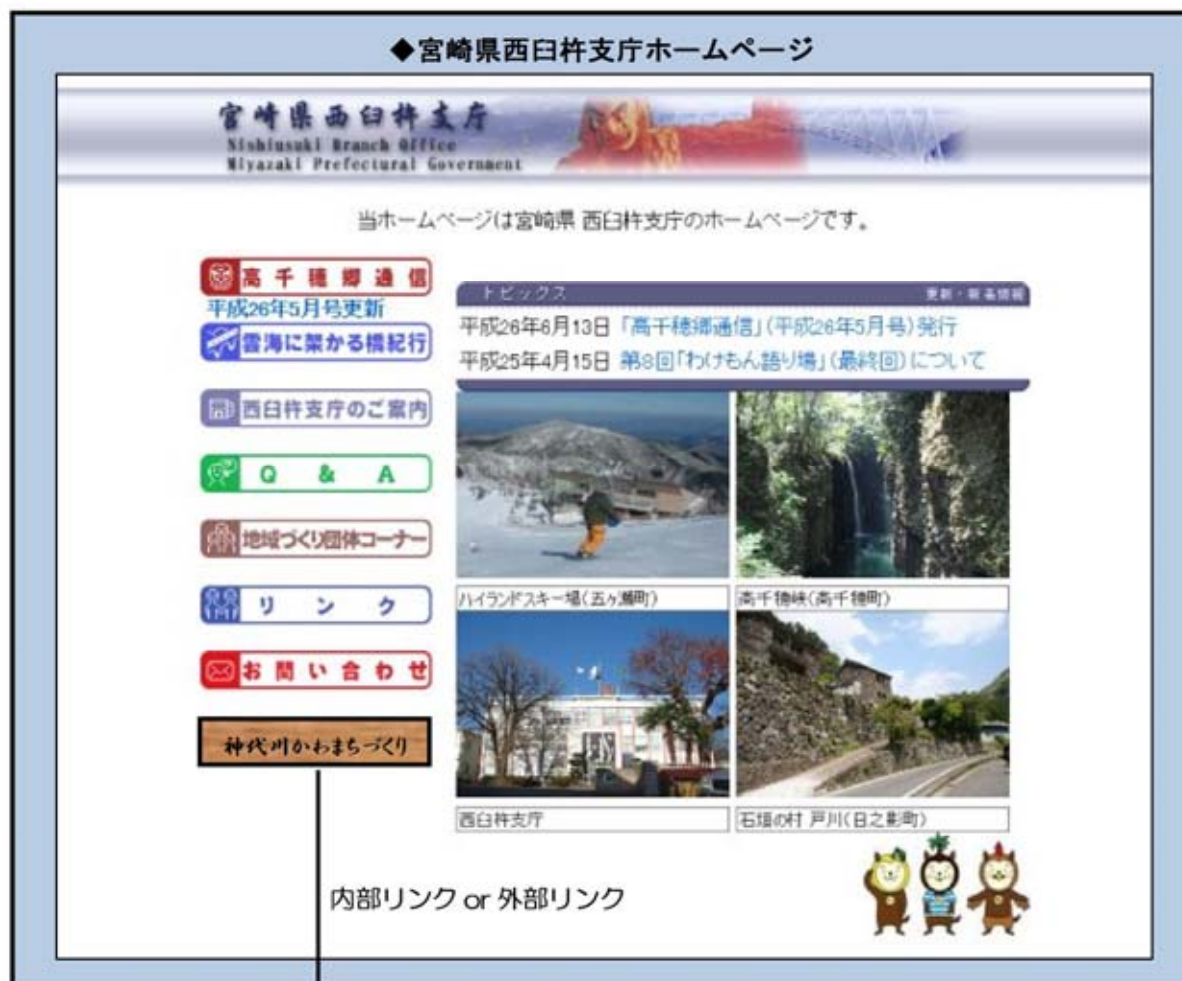 ◆宮崎県西臼杵支庁ホームページ
宮崎県西臼杵支庁
Nishiusuki Branch Office
Miyazaki Prefectural Government
当ホームページは宮崎県 西臼杵支庁のホームページです。
高千穂郷通信
平成26年5月号更新
雲海に架かる橋紀行
西臼杵支庁のご案内
Q & A
地域づくり団体コーナー
リンク
お問い合わせ
神代川かわまちづくり
トピックス 更新・新着情報
平成26年6月13日 「高千穂郷通信」(平成26年5月号)発行
平成25年4月15日 第8回「わけもん語り場」(最終回)について
ハイランドスキー場(五ヶ瀬町)
高千穂峡(高千穂町)
西臼杵支庁
石垣の村 戸川(日之影町)
内部リンク or 外部リンク